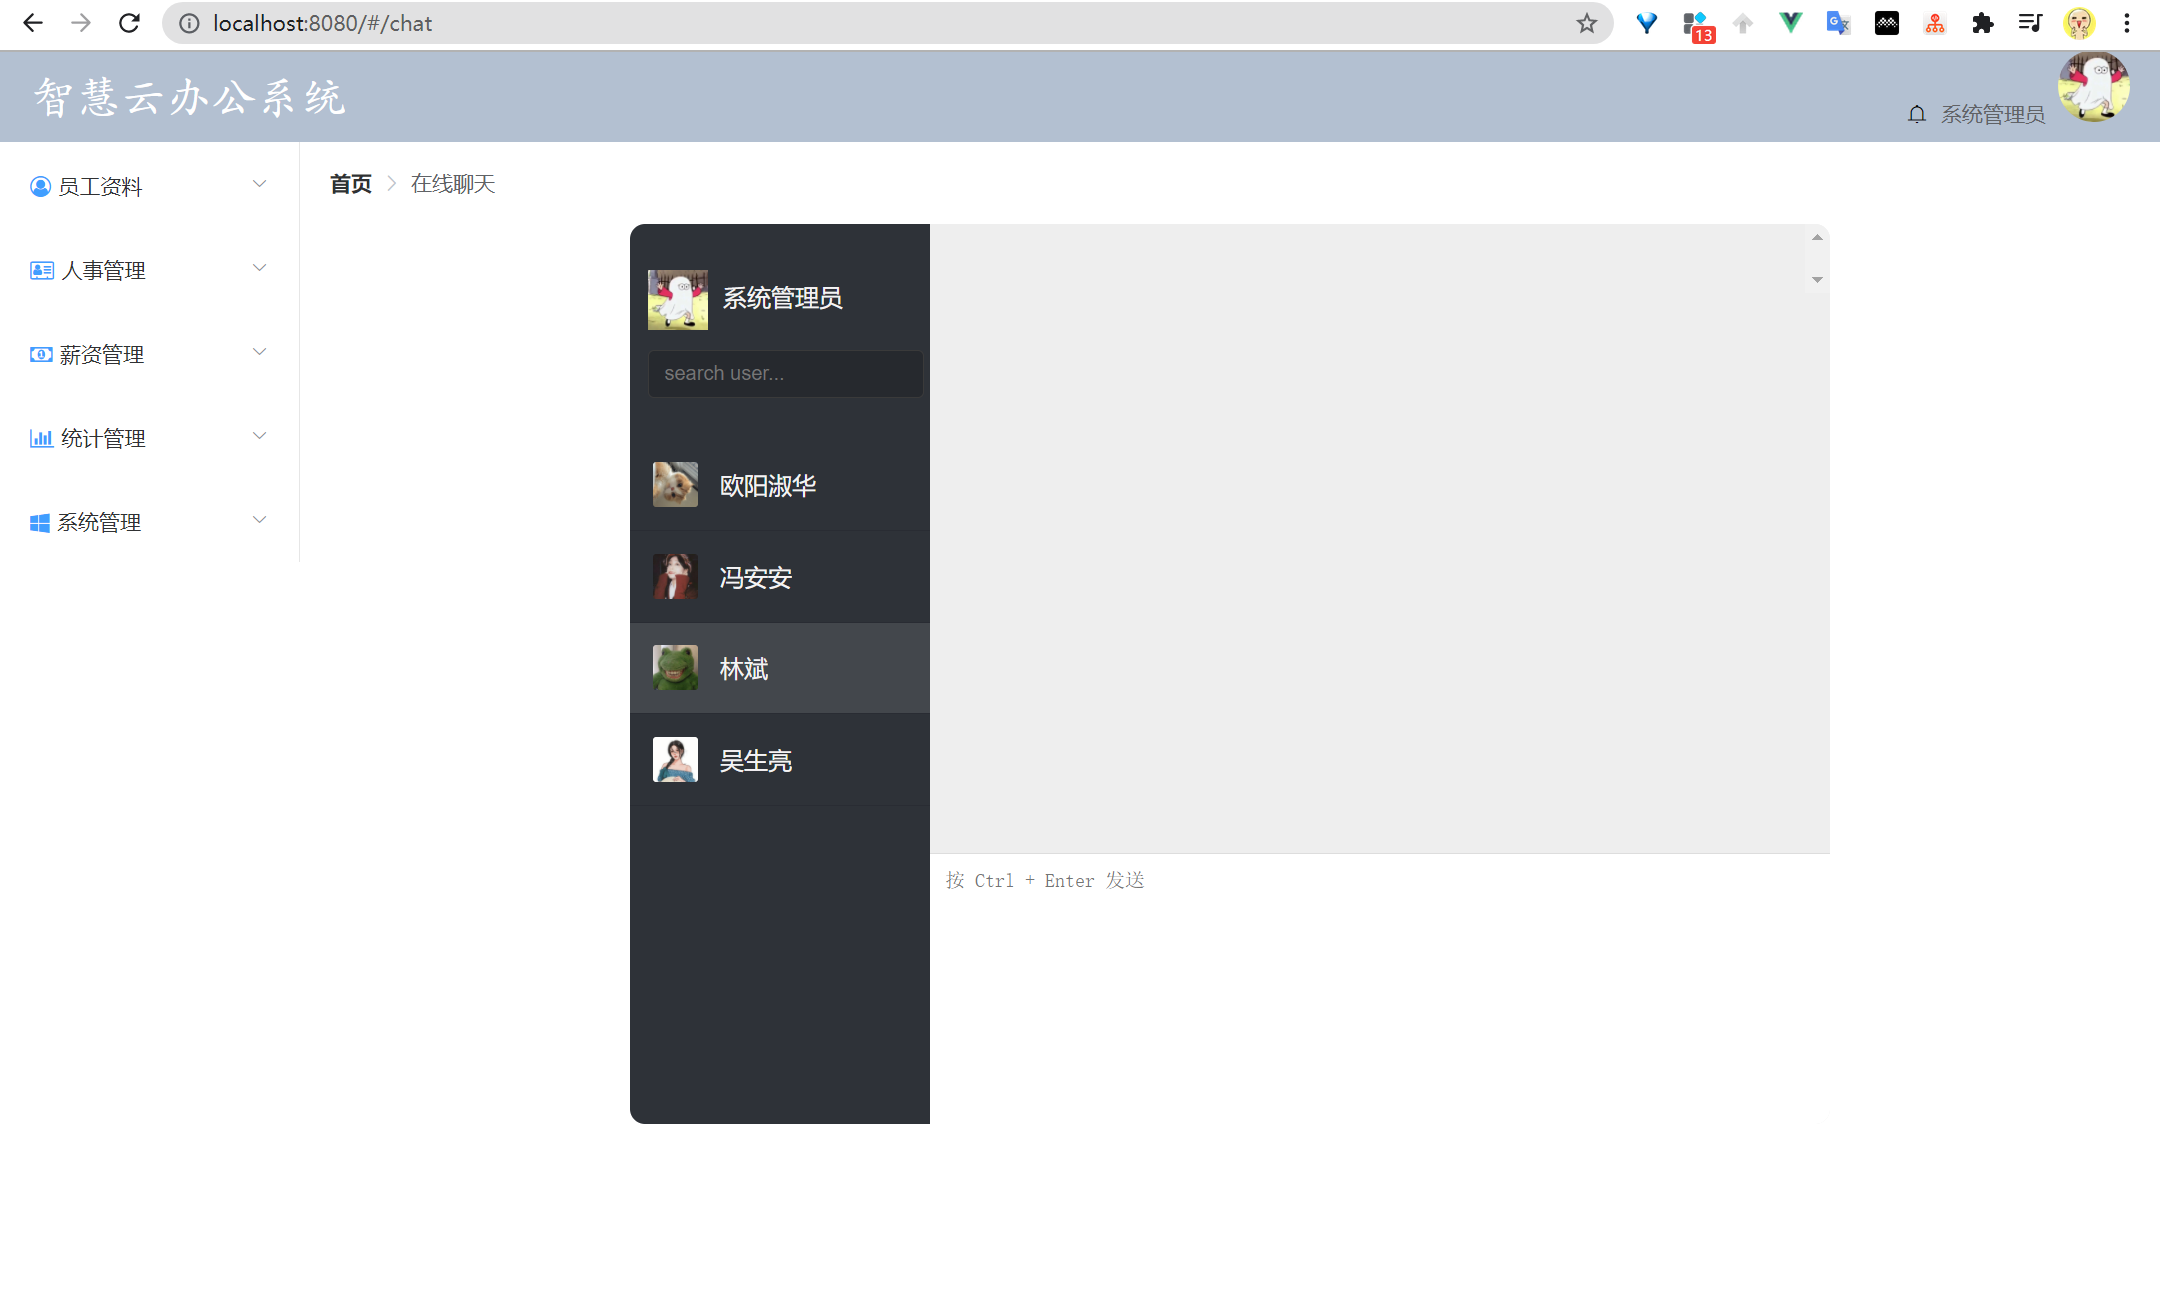 localhost:8080/#/chat
13
智慧云办公系统
系统管理员
员工资料
人事管理
薪资管理
统计管理
系统管理
首页 > 在线聊天
系统管理员
search user...
欧阳淑华
冯安安
林斌
吴生亮
按 Ctrl + Enter 发送